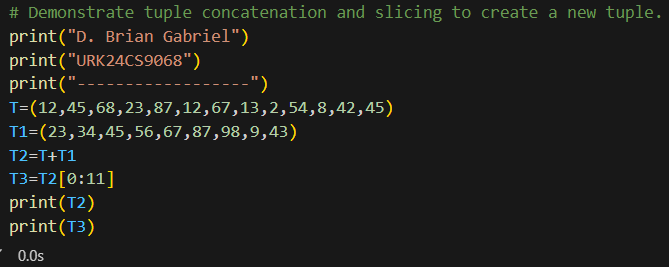 # Demonstrate tuple concatenation and slicing to create a new tuple.
print("D. Brian Gabriel")
print("URK24CS9068")
print("------------------")
T=(12,45,68,23,87,12,67,13,2,54,8,42,45)
T1=(23,34,45,56,67,87,98,9,43)
T2=T+T1
T3=T2[0:11]
print(T2)
print(T3)
0.0s